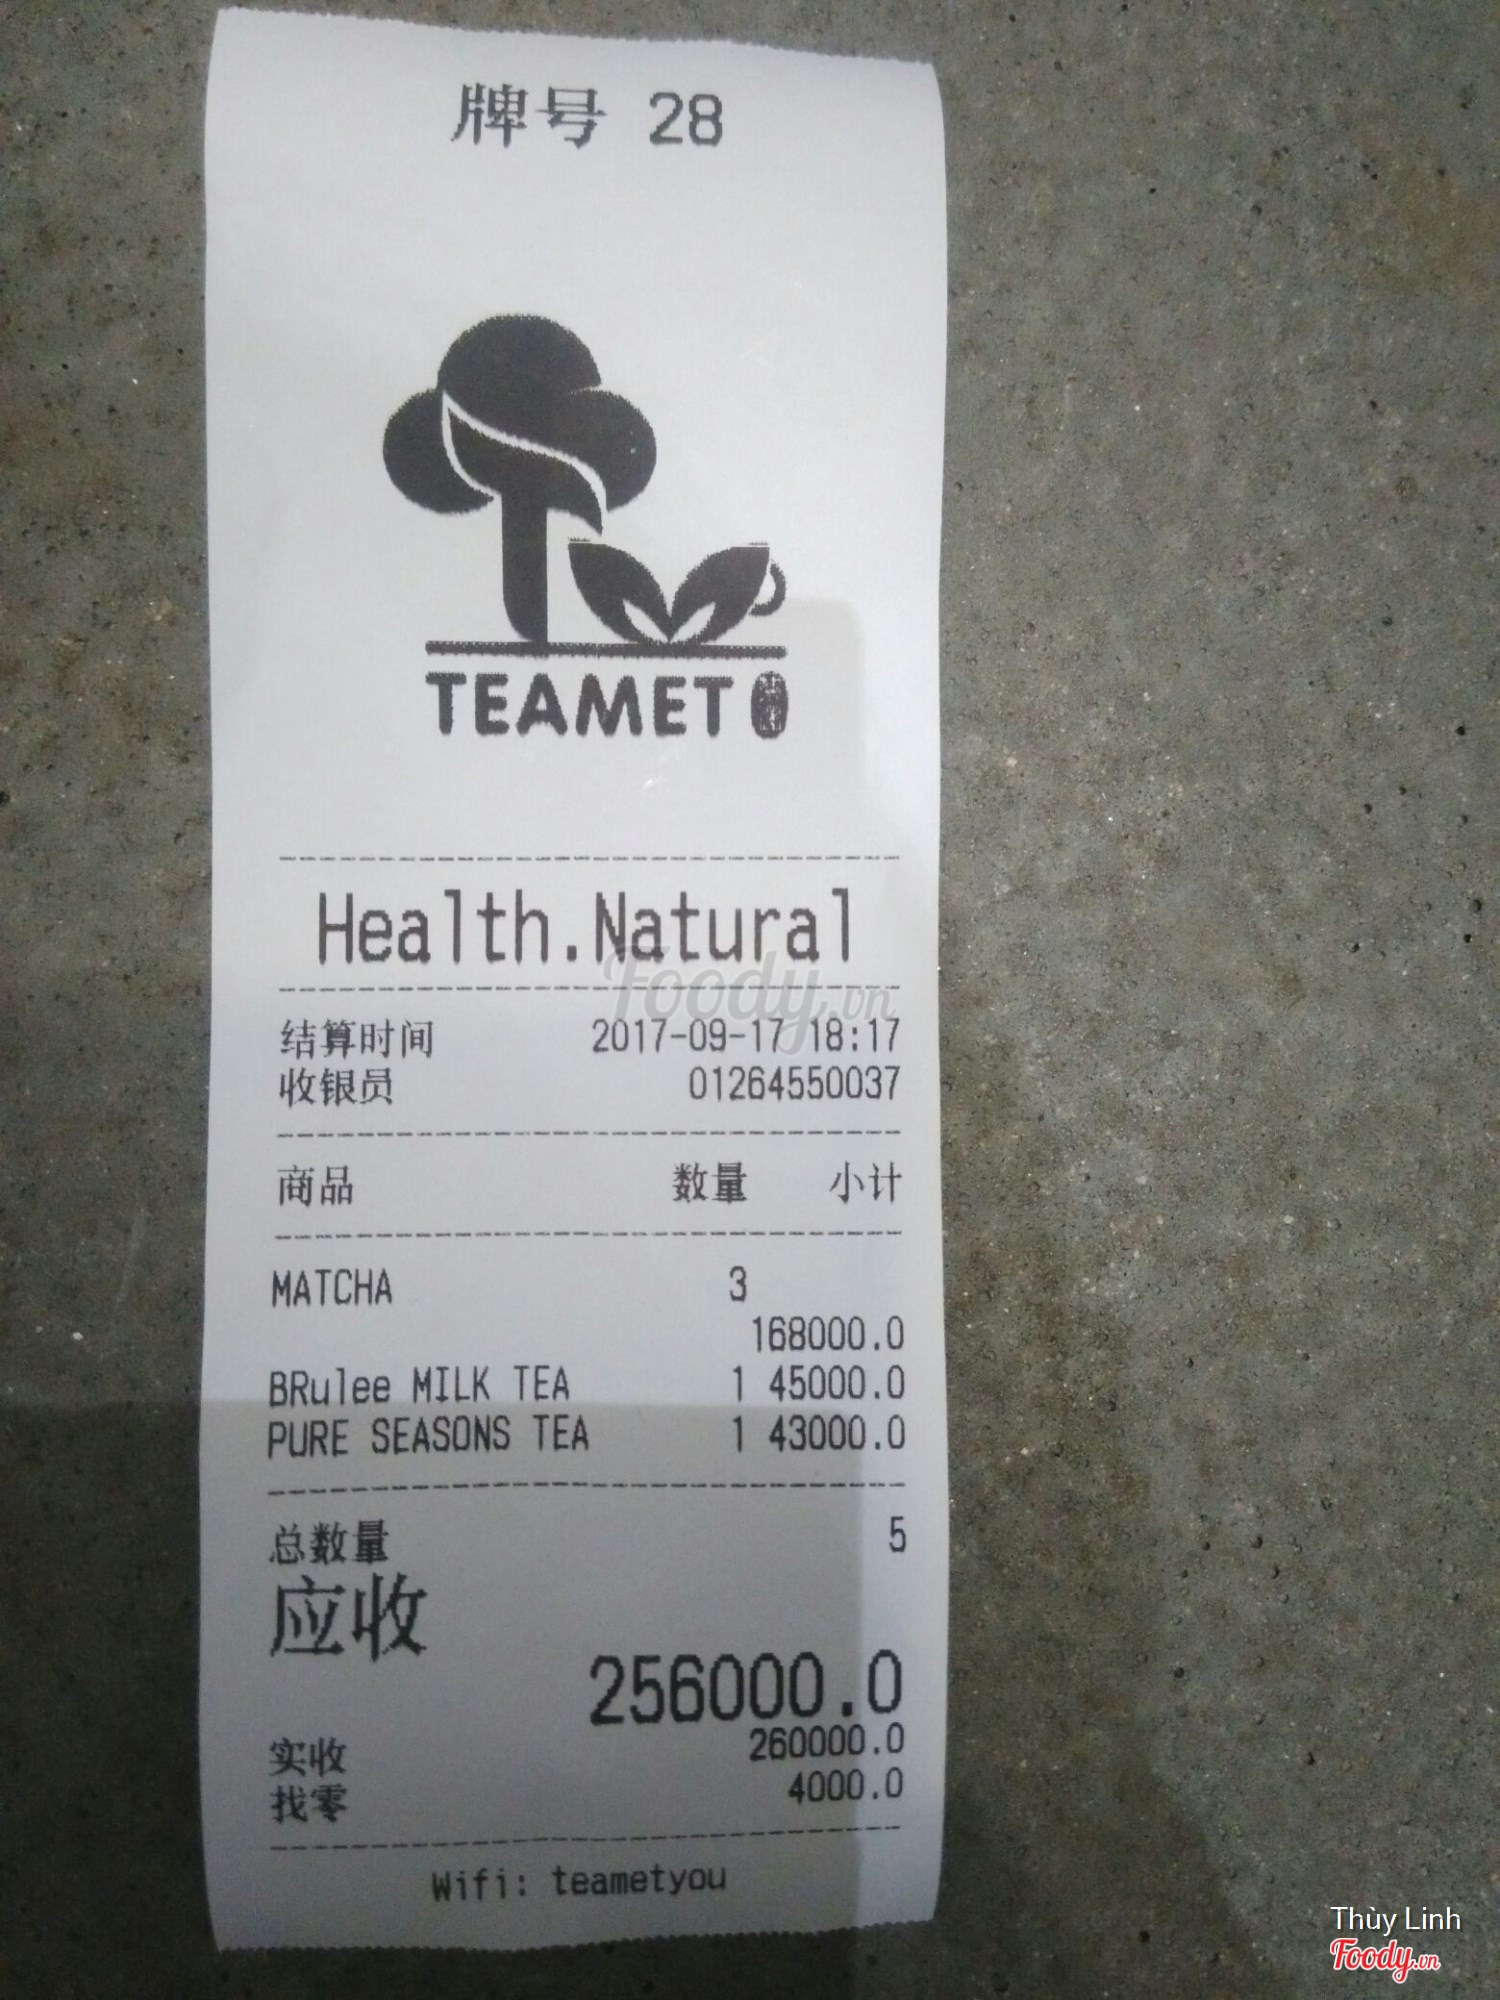 牌号 28
TEAMET
Health.Natural
Foody.vn
结算时间 2017-09-17 18:17
收银员 01264550037
商品 数量 小计
MATCHA 3
168000.0
BRulee MILK TEA 1 45000.0
PURE SEASONS TEA 1 43000.0
总数量 5
应收
256000.0
实收 260000.0
找零 4000.0
Wifi: teametyou
Thùy Linh
Foody.vn